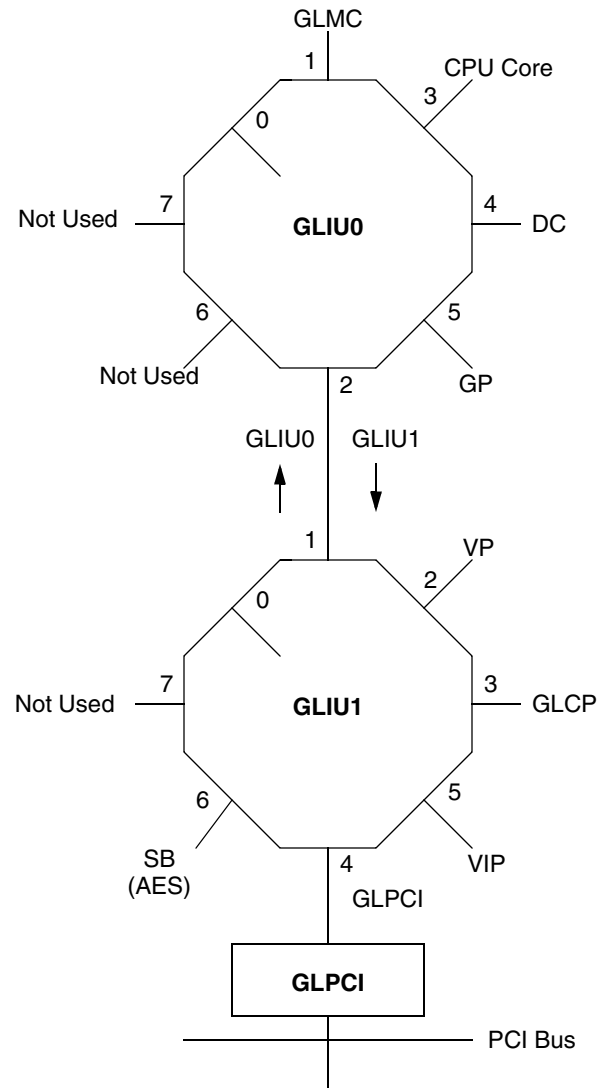 GLMC
1
CPU Core
3
0
7
Not Used
GLIU0
4
DC
6
5
Not Used
2
GP
GLIU0
GLIU1
1
VP
2
0
7
Not Used
GLIU1
3
GLCP
6
5
SB
(AES)
4
VIP
GLPCI
GLPCI
PCI Bus